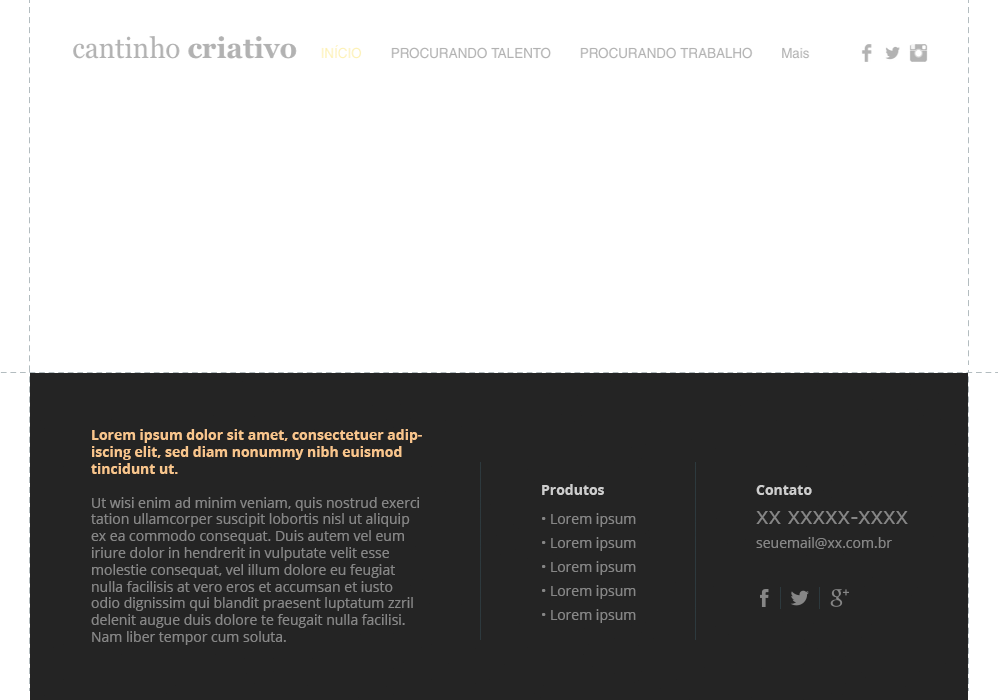 cantinho criativo INÍCIO PROCURANDO TALENTO PROCURANDO TRABALHO Mais
Lorem ipsum dolor sit amet, consectetuer adip-
iscing elit, sed diam nonummy nibh euismod
tincidunt ut.
Ut wisi enim ad minim veniam, quis nostrud exerci
tation ullamcorper suscipit lobortis nisl ut aliquip
ex ea commodo consequat. Duis autem vel eum
iriure dolor in hendrerit in vulputate velit esse
molestie consequat, vel illum dolore eu feugiat
nulla facilisis at vero eros et accumsan et iusto
odio dignissim qui blandit praesent luptatum zzril
delenit augue duis dolore te feugait nulla facilisi.
Nam liber tempor cum soluta.
Produtos
• Lorem ipsum
• Lorem ipsum
• Lorem ipsum
• Lorem ipsum
• Lorem ipsum
Contato
XX XXXXX-XXXX
seuemail@xx.com.br